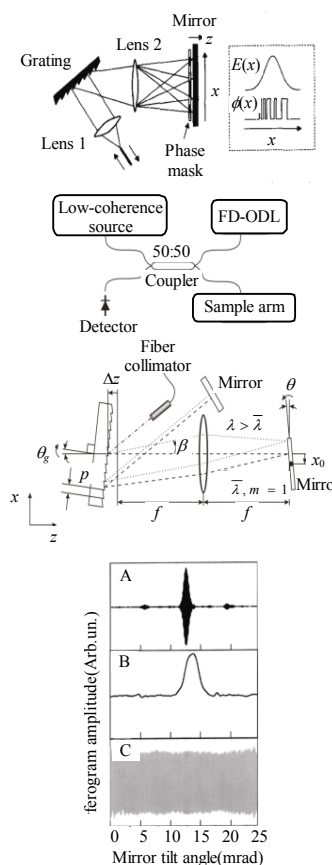 Mirror
z
Lens 2
Grating
E(x)
x
ϕ(x)
Lens 1
Phase
mask
x
Low-coherence
source
FD-ODL
50:50
Coupler
Sample arm
Detector
Fiber
collimator
Δz
Mirror
θ
λ > λ̄
θg
β
x0
p
Mirro
x
f
f
λ̄, m = 1
z
A
B
C
ferogram amplitude(Arb.un.)
0 5 10 15 20 25
Mirror tilt angle(mrad)